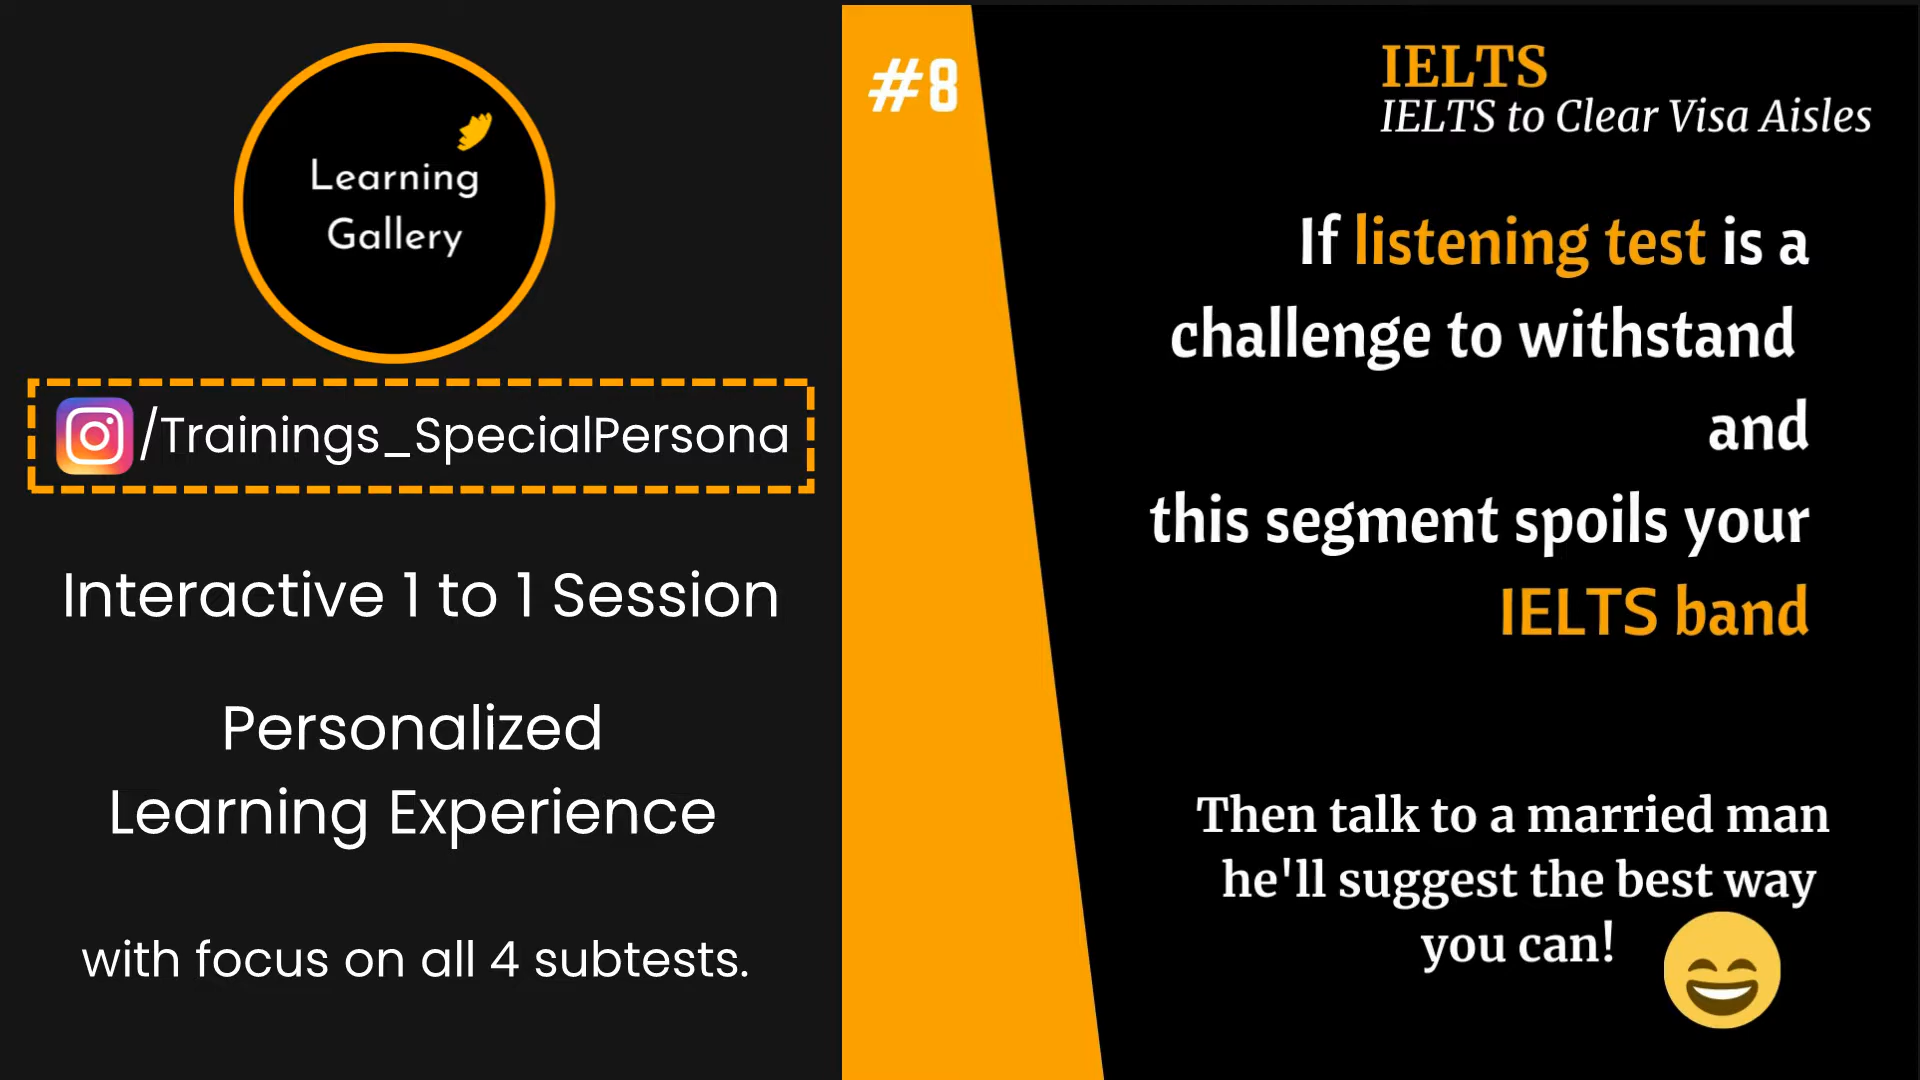 Learning
Gallery
/Trainings_SpecialPersona
Interactive 1 to 1 Session
Personalized
Learning Experience
with focus on all 4 subtests.
#8
IELTS
IELTS to Clear Visa Aisles
If listening test is a
challenge to withstand
and
this segment spoils your
IELTS band
Then talk to a married man
he'll suggest the best way
you can!